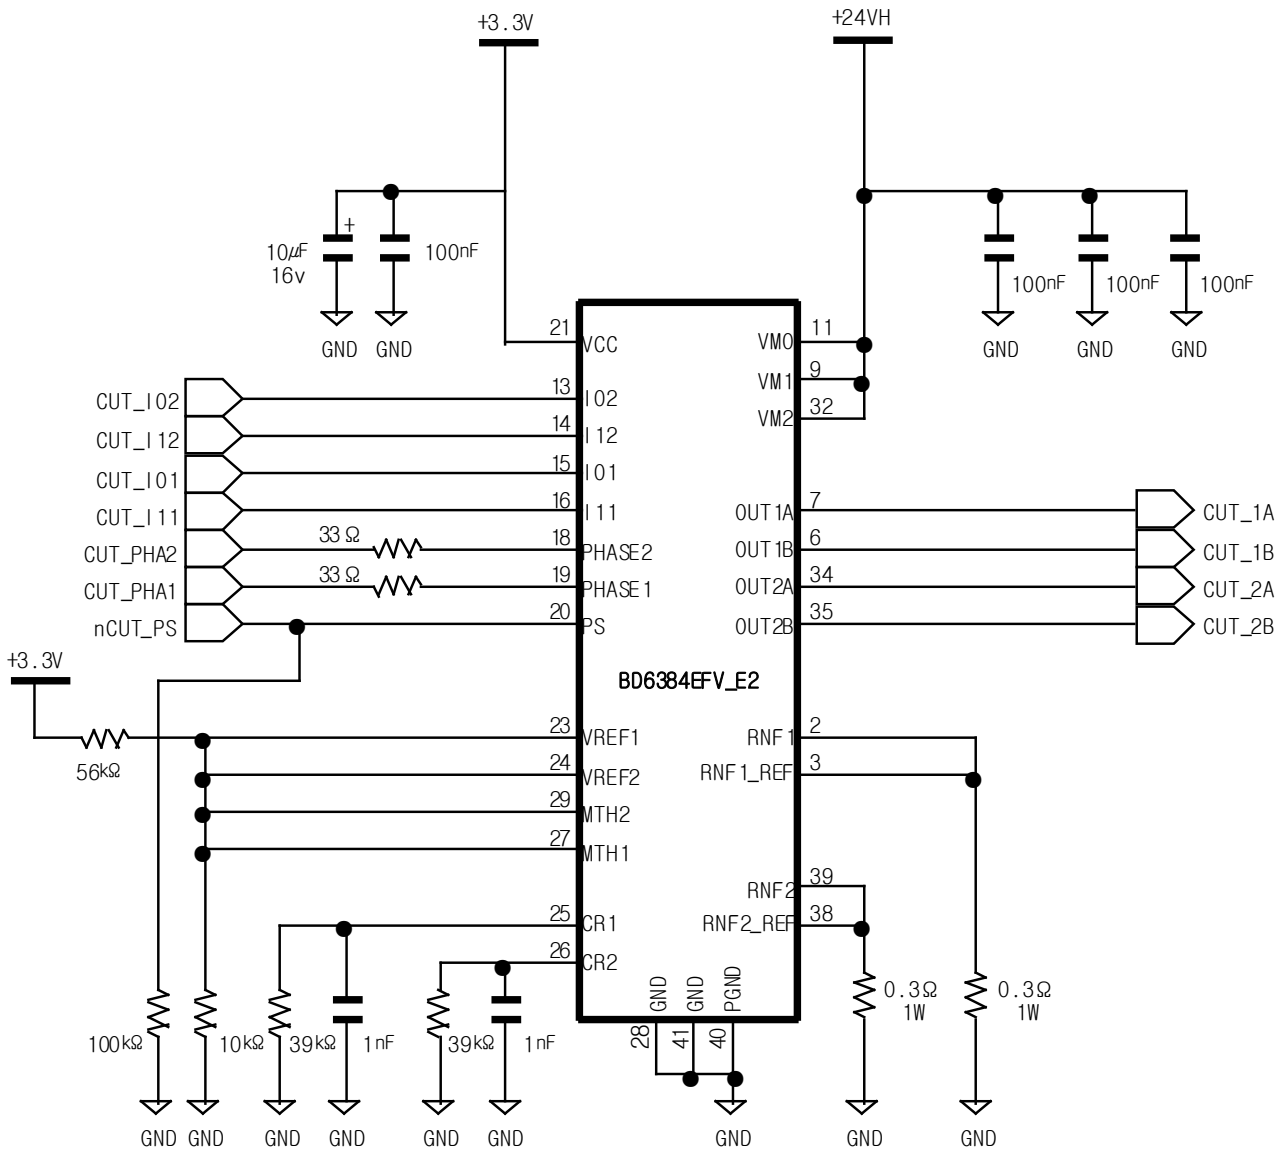 +3.3V
+24VH
+
10µF
16v
100nF
100nF
100nF
100nF
GND
GND
GND
GND
GND
21
VCC
11
VM0
9
VM1
32
VM2
CUT_I02
13
I02
CUT_I12
14
I12
CUT_I01
15
I01
CUT_I11
16
I11
CUT_PHA2
33Ω
18
PHASE2
CUT_PHA1
33Ω
19
PHASE1
nCUT_PS
20
PS
OUT1A
7
CUT_1A
OUT1B
6
CUT_1B
OUT2A
34
CUT_2A
OUT2B
35
CUT_2B
+3.3V
BD6384EFV_E2
56kΩ
23
VREF1
24
VREF2
29
MTH2
27
MTH1
25
CR1
26
CR2
RNF1
2
RNF1_REF
3
RNF2
39
RNF2_REF
38
GND
GND
PGND
28
41
40
100kΩ
10kΩ
39kΩ
1nF
39kΩ
1nF
0.3Ω
1W
0.3Ω
1W
GND
GND
GND
GND
GND
GND
GND
GND
GND